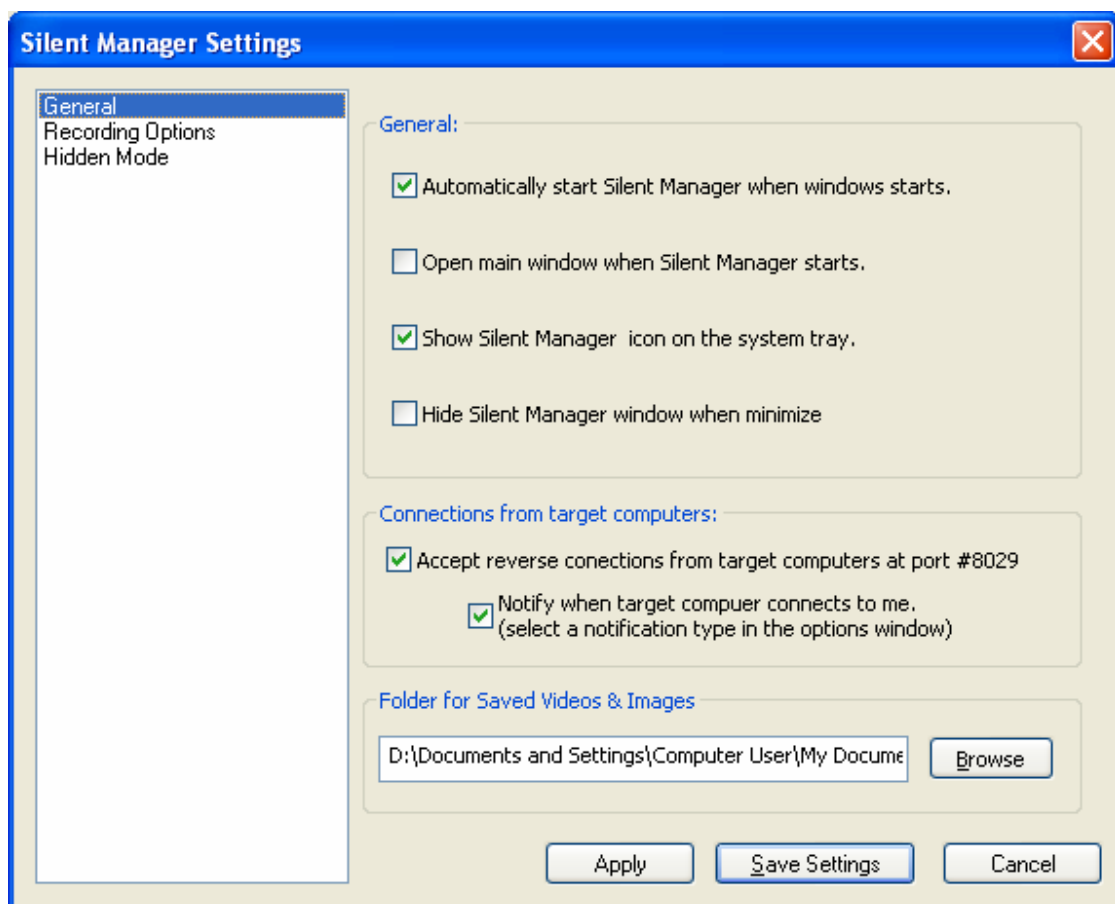 Silent Manager Settings
General
Recording Options
Hidden Mode
General:
Automatically start Silent Manager when windows starts.
Open main window when Silent Manager starts.
Show Silent Manager  icon on the system tray.
Hide Silent Manager window when minimize
Connections from target computers:
Accept reverse conections from target computers at port #8029
Notify when target compuer connects to me.
(select a notification type in the options window)
Folder for Saved Videos & Images
D:\Documents and Settings\Computer User\My Docume
Browse
Apply
Save Settings
Cancel